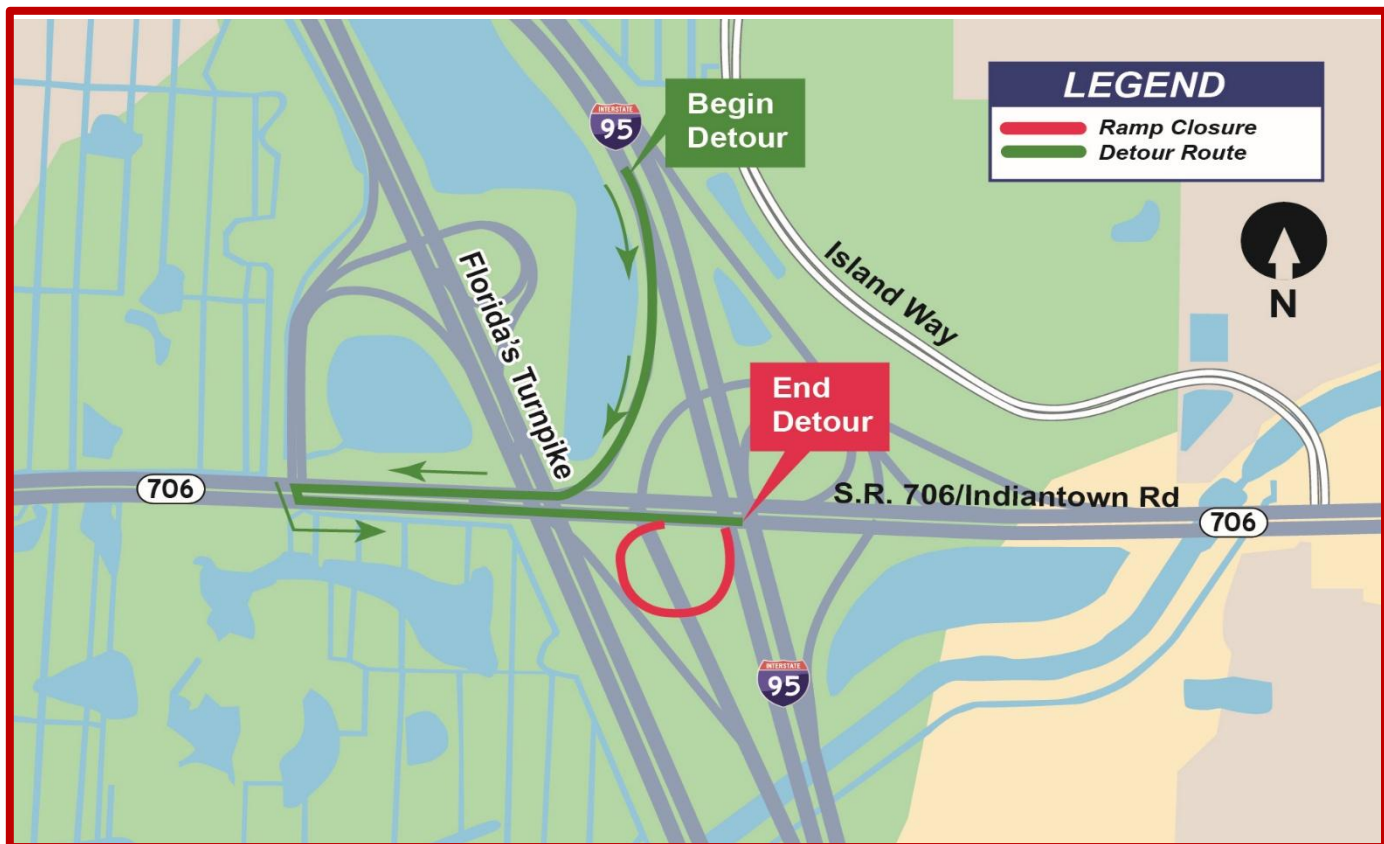 LEGEND
Ramp Closure
Detour Route
Begin
Detour
INTERSTATE
95
Island Way
N
Florida's Turnpike
End
Detour
706
S.R. 706/Indiantown Rd
706
INTERSTATE
95